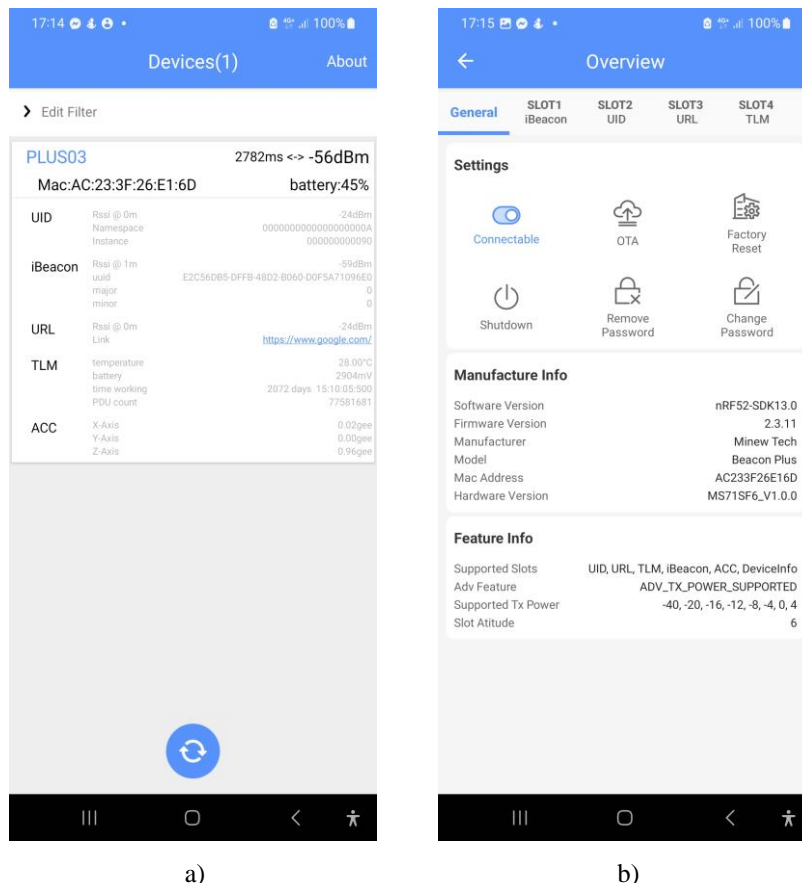 17:14 100%
Devices(1) About
Edit Filter
PLUS03 2782ms <-> -56dBm
Mac:AC:23:3F:26:E1:6D battery:45%
UID Rssi @ 0m -24dBm
Namespace 0000000000000000000A
Instance 000000000090
iBeacon Rssi @ 1m -59dBm
uuid E2C56DB5-DFFB-48D2-B060-D0F5A71096E0
major 0
minor 0
URL Rssi @ 0m -24dBm
Link https://www.google.com/
TLM temperature 28.00°C
battery 2904mV
time working 2072 days 15:10:05:500
PDU count 77581681
ACC X-Axis 0.02gee
Y-Axis 0.00gee
Z-Axis 0.96gee
a)
17:15 100%
Overview
General SLOT1 SLOT2 SLOT3 SLOT4
iBeacon UID URL TLM
Settings
Connectable OTA Factory
Reset
Shutdown Remove Change
Password Password
Manufacture Info
Software Version nRF52-SDK13.0
Firmware Version 2.3.11
Manufacturer Minew Tech
Model Beacon Plus
Mac Address AC233F26E16D
Hardware Version MS71SF6_V1.0.0
Feature Info
Supported Slots UID, URL, TLM, iBeacon, ACC, DeviceInfo
Adv Feature ADV_TX_POWER_SUPPORTED
Supported Tx Power -40, -20, -16, -12, -8, -4, 0, 4
Slot Atitude 6
b)